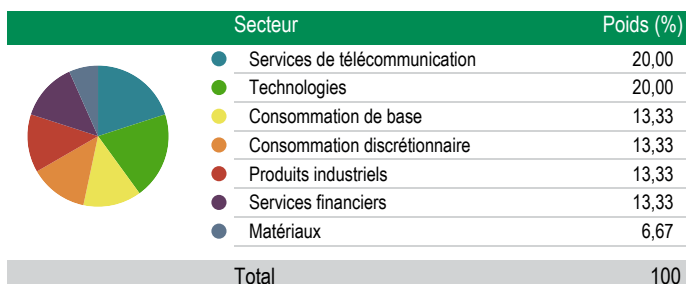 Secteur Poids (%)
Services de télécommunication 20,00
Technologies 20,00
Consommation de base 13,33
Consommation discrétionnaire 13,33
Produits industriels 13,33
Services financiers 13,33
Matériaux 6,67
Total 100